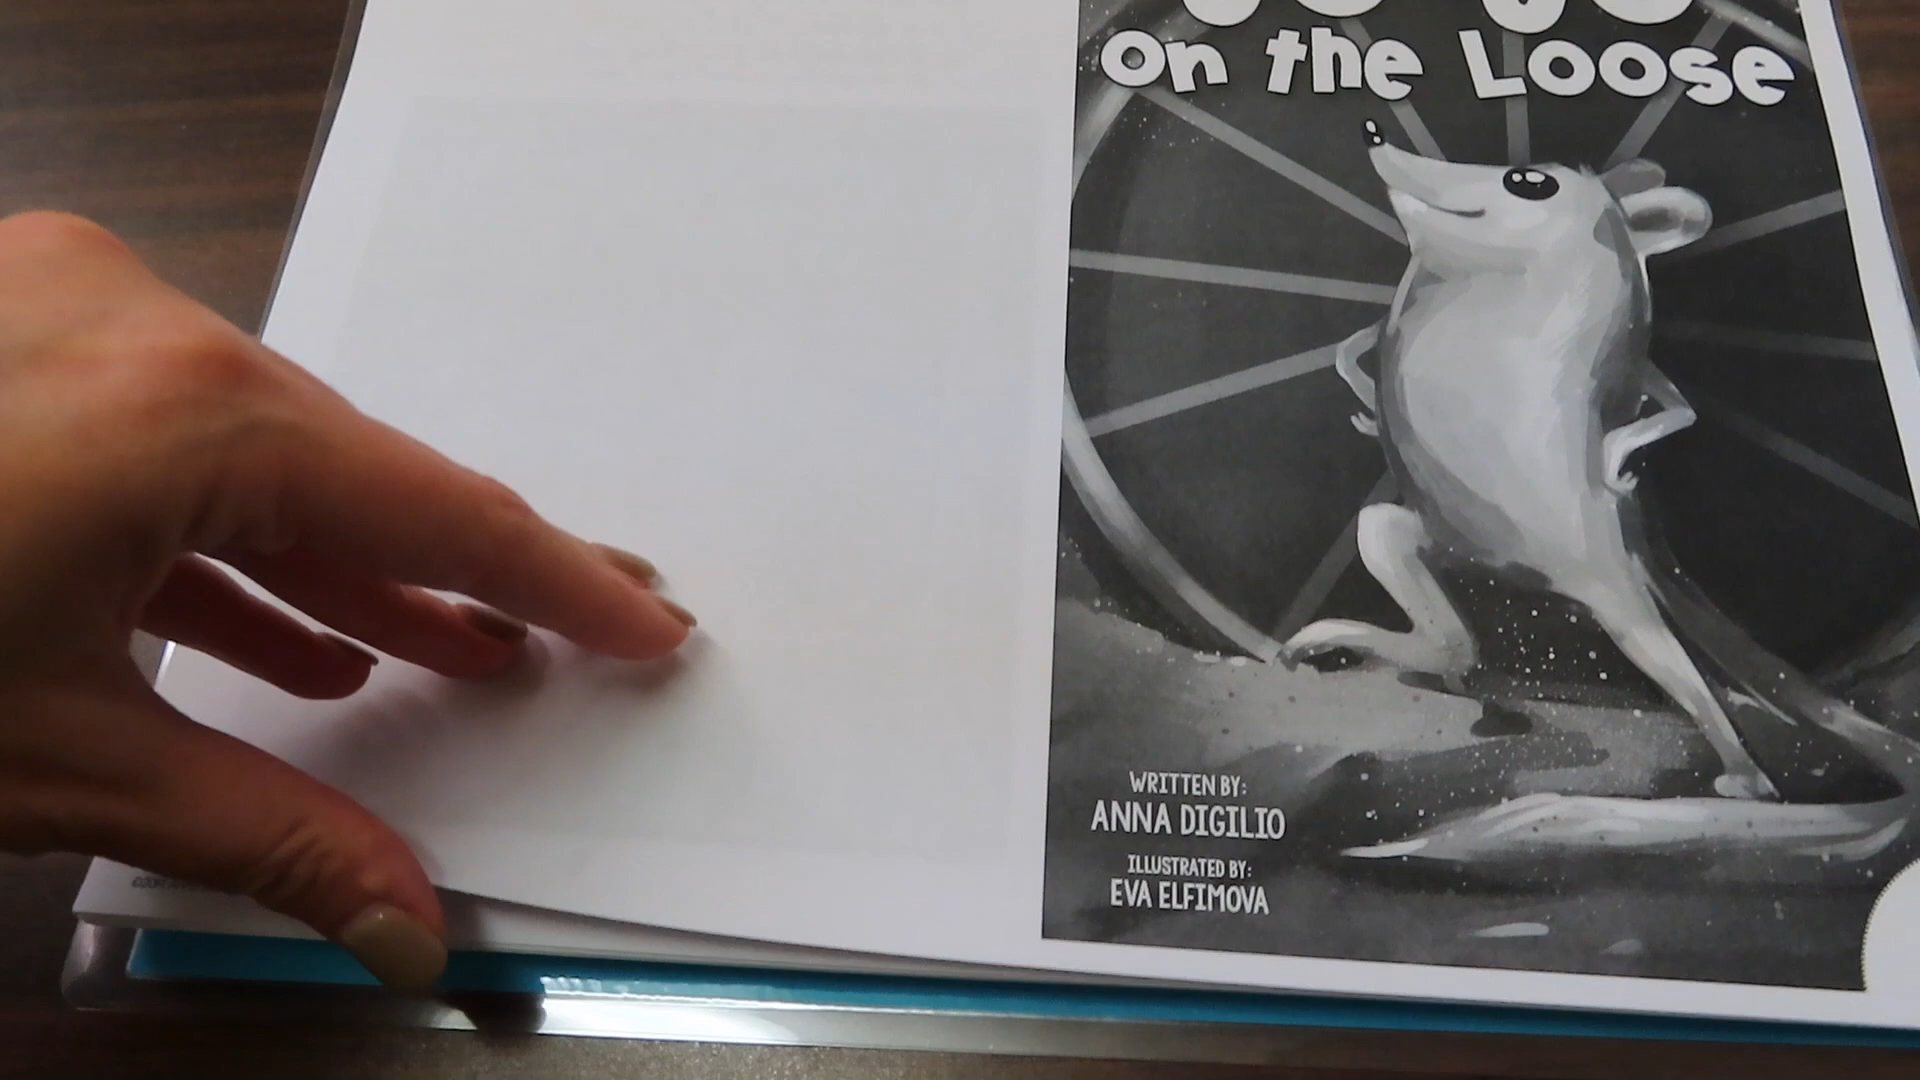 on the Loose
WRITTEN BY:
ANNA DIGILIO
ILLUSTRATED BY:
EVA ELFIMOVA